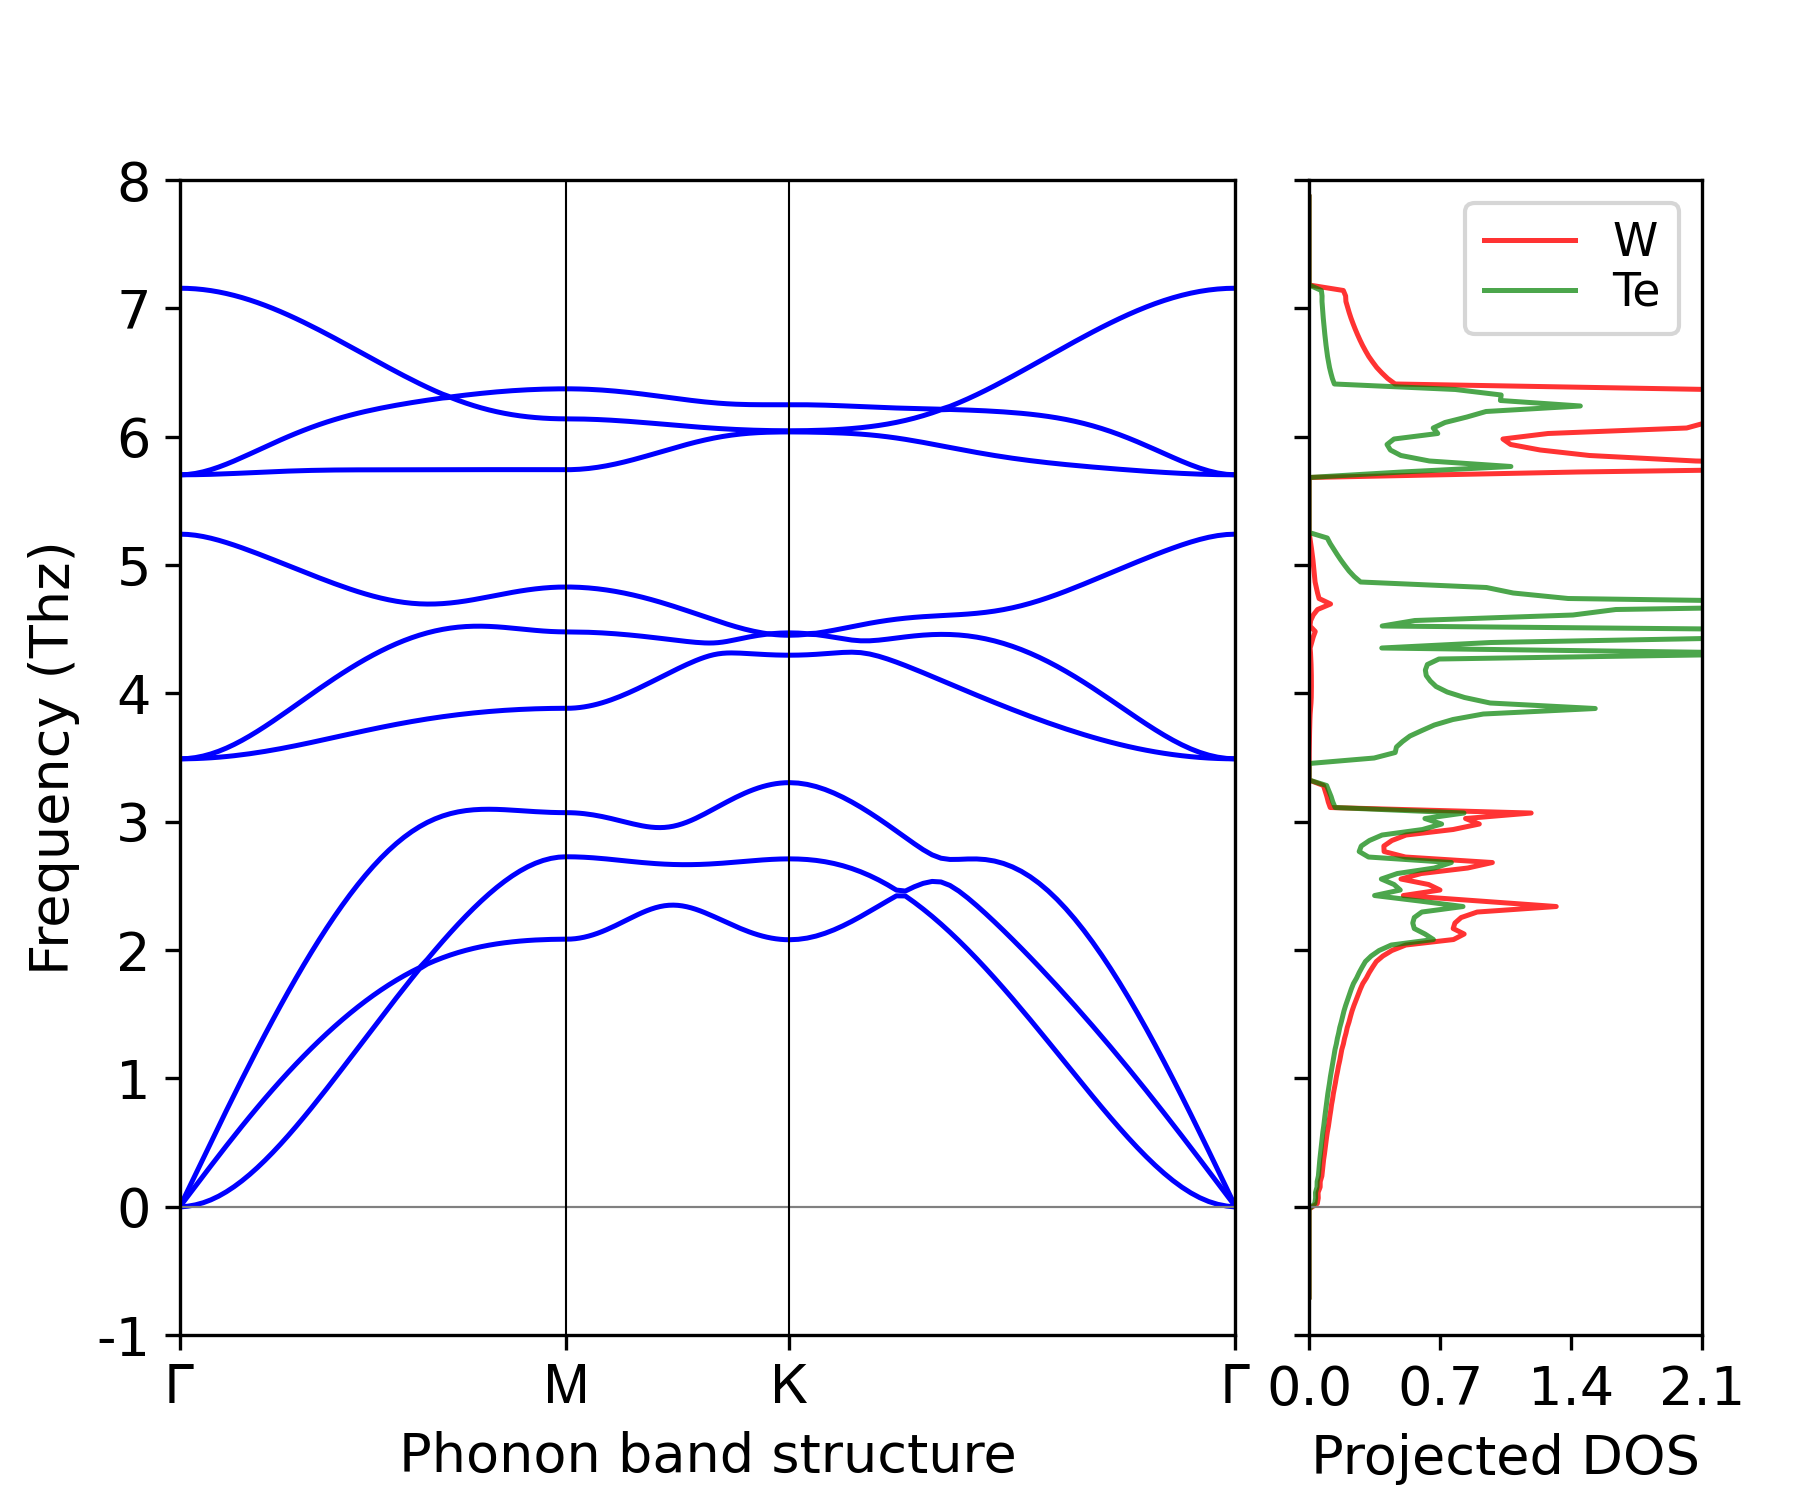 8
7
6
5
4
3
2
1
0
-1
Frequency (Thz)
Γ M K Γ
Phonon band structure
W
Te
0.0 0.7 1.4 2.1
Projected DOS